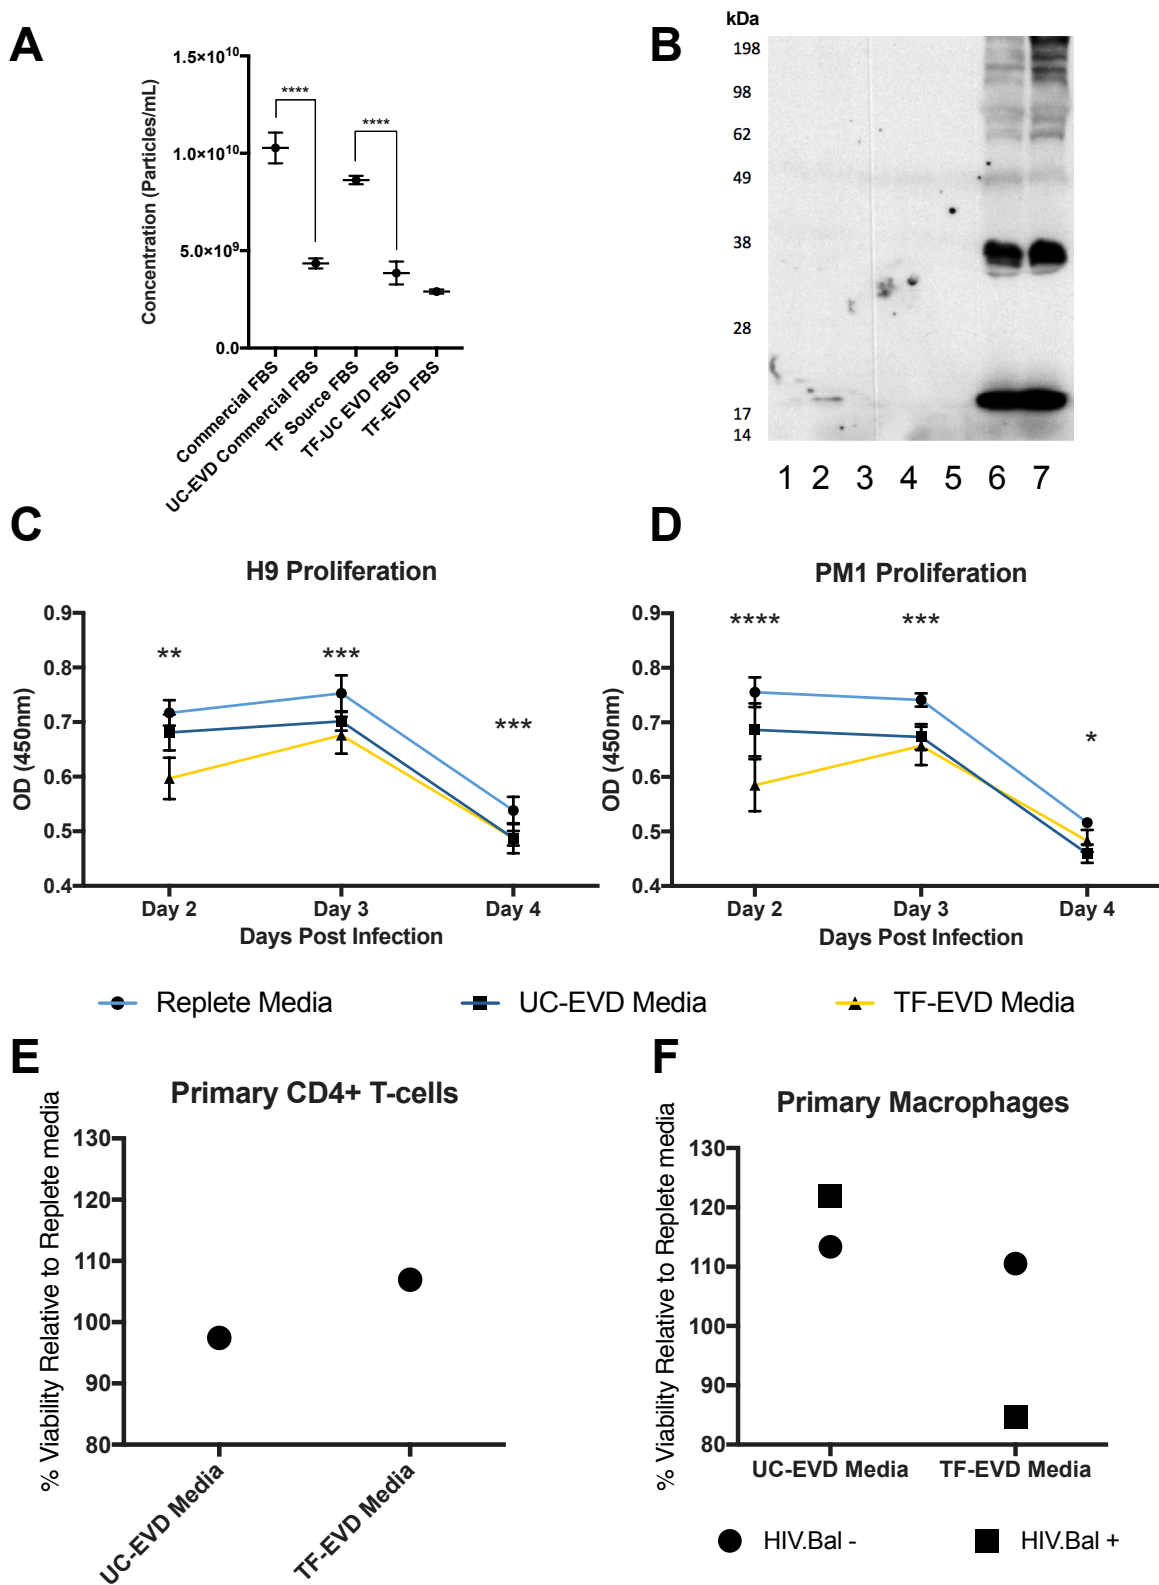 A
Concentration (Particles/mL)
1.5×10¹⁰
1.0×10¹⁰
5.0×10⁹
0.0
****
****
Commercial FBS
UC-EVD Commercial FBS
TF Source FBS
TF-UC EVD FBS
TF-EVD FBS
B
kDa
198
98
62
49
38
28
17
14
1 2 3 4 5 6 7
C
H9 Proliferation
OD (450nm)
0.9
0.8
0.7
0.6
0.5
0.4
**
***
***
Day 2 Day 3 Day 4
Days Post Infection
D
PM1 Proliferation
OD (450nm)
0.9
0.8
0.7
0.6
0.5
0.4
****
***
*
Day 2 Day 3 Day 4
Days Post Infection
Replete Media UC-EVD Media TF-EVD Media
E
Primary CD4+ T-cells
% Viability Relative to Replete media
130
120
110
100
90
80
UC-EVD Media
TF-EVD Media
F
Primary Macrophages
% Viability Relative to Replete media
130
120
110
100
90
80
UC-EVD Media TF-EVD Media
HIV.Bal - HIV.Bal +